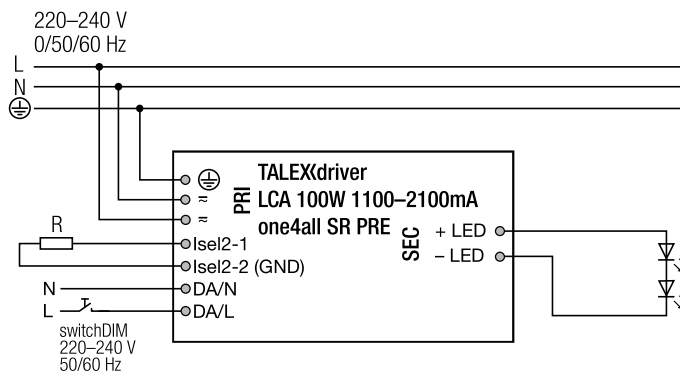 220–240 V
0/50/60 Hz
L
N
TALEXXdriver
LCA 100W 1100–2100mA
one4all SR PRE
PRI
SEC
≂
≂
+ LED
– LED
R
Isel2-1
Isel2-2 (GND)
N
DA/N
L
DA/L
switchDIM
220–240 V
50/60 Hz